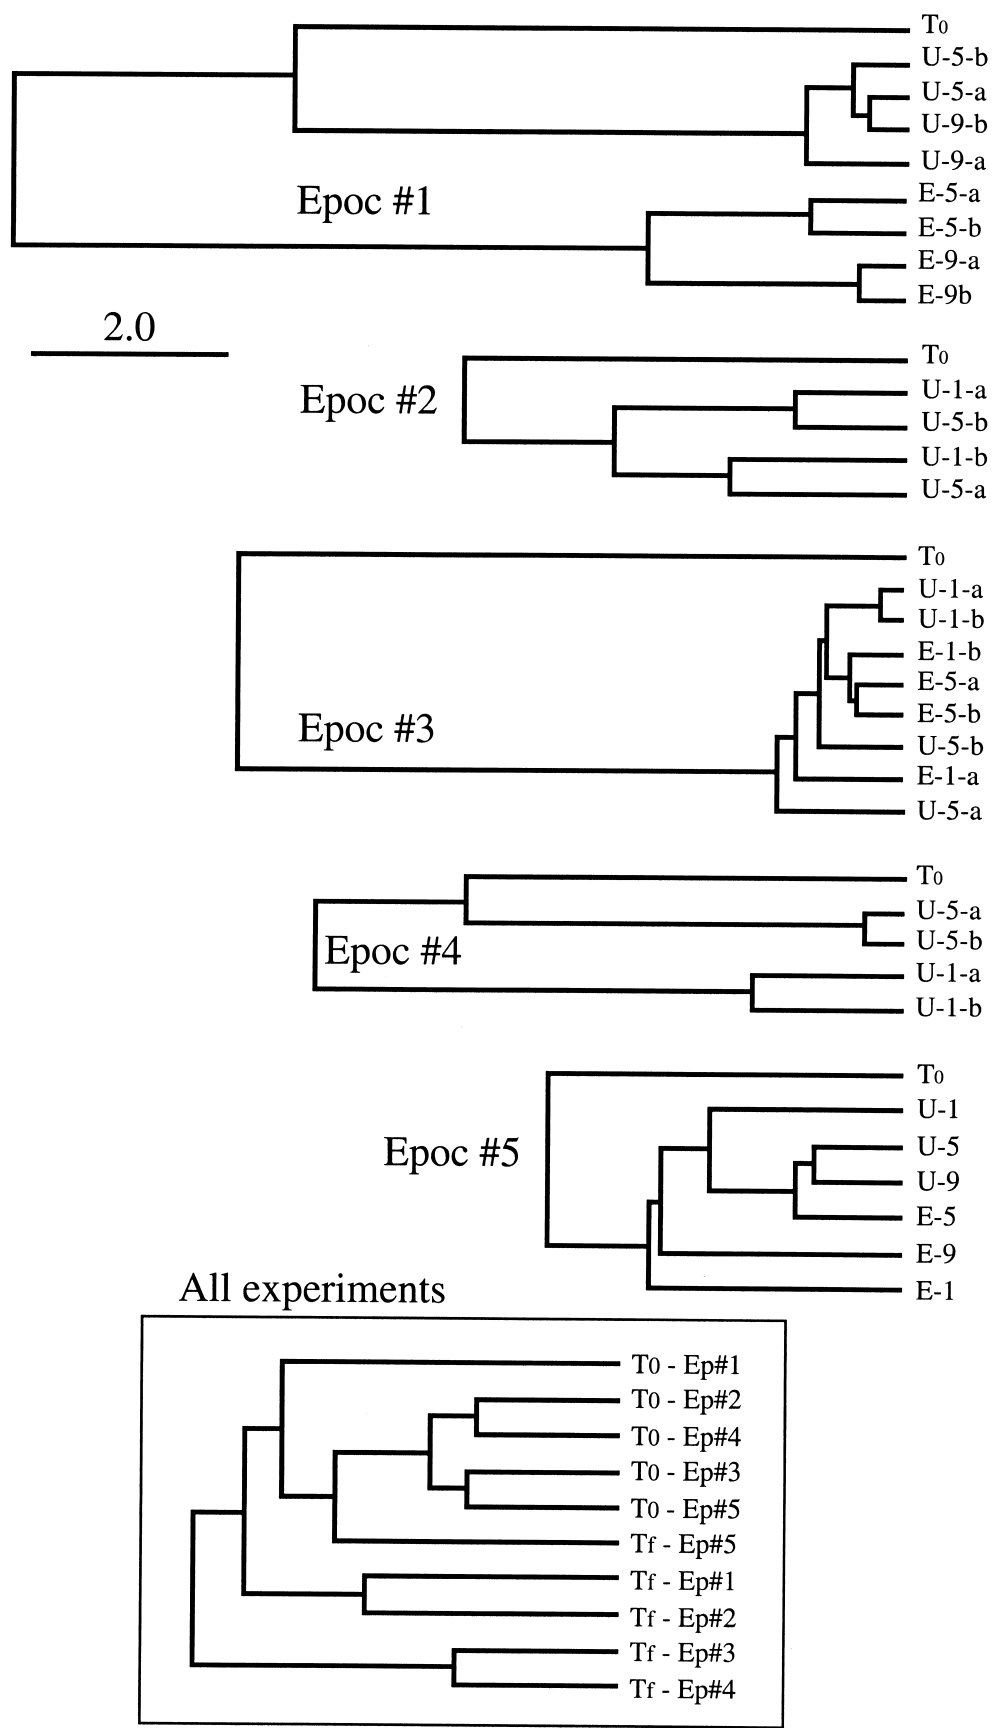 T0
U-5-b
U-5-a
U-9-b
U-9-a
Epoc #1
E-5-a
E-5-b
E-9-a
E-9b
2.0
T0
Epoc #2
U-1-a
U-5-b
U-1-b
U-5-a
T0
U-1-a
U-1-b
E-1-b
E-5-a
E-5-b
Epoc #3
U-5-b
E-1-a
U-5-a
T0
U-5-a
U-5-b
Epoc #4
U-1-a
U-1-b
T0
U-1
Epoc #5
U-5
U-9
E-5
E-9
E-1
All experiments
T0 - Ep#1
T0 - Ep#2
T0 - Ep#4
T0 - Ep#3
T0 - Ep#5
Tf - Ep#5
Tf - Ep#1
Tf - Ep#2
Tf - Ep#3
Tf - Ep#4